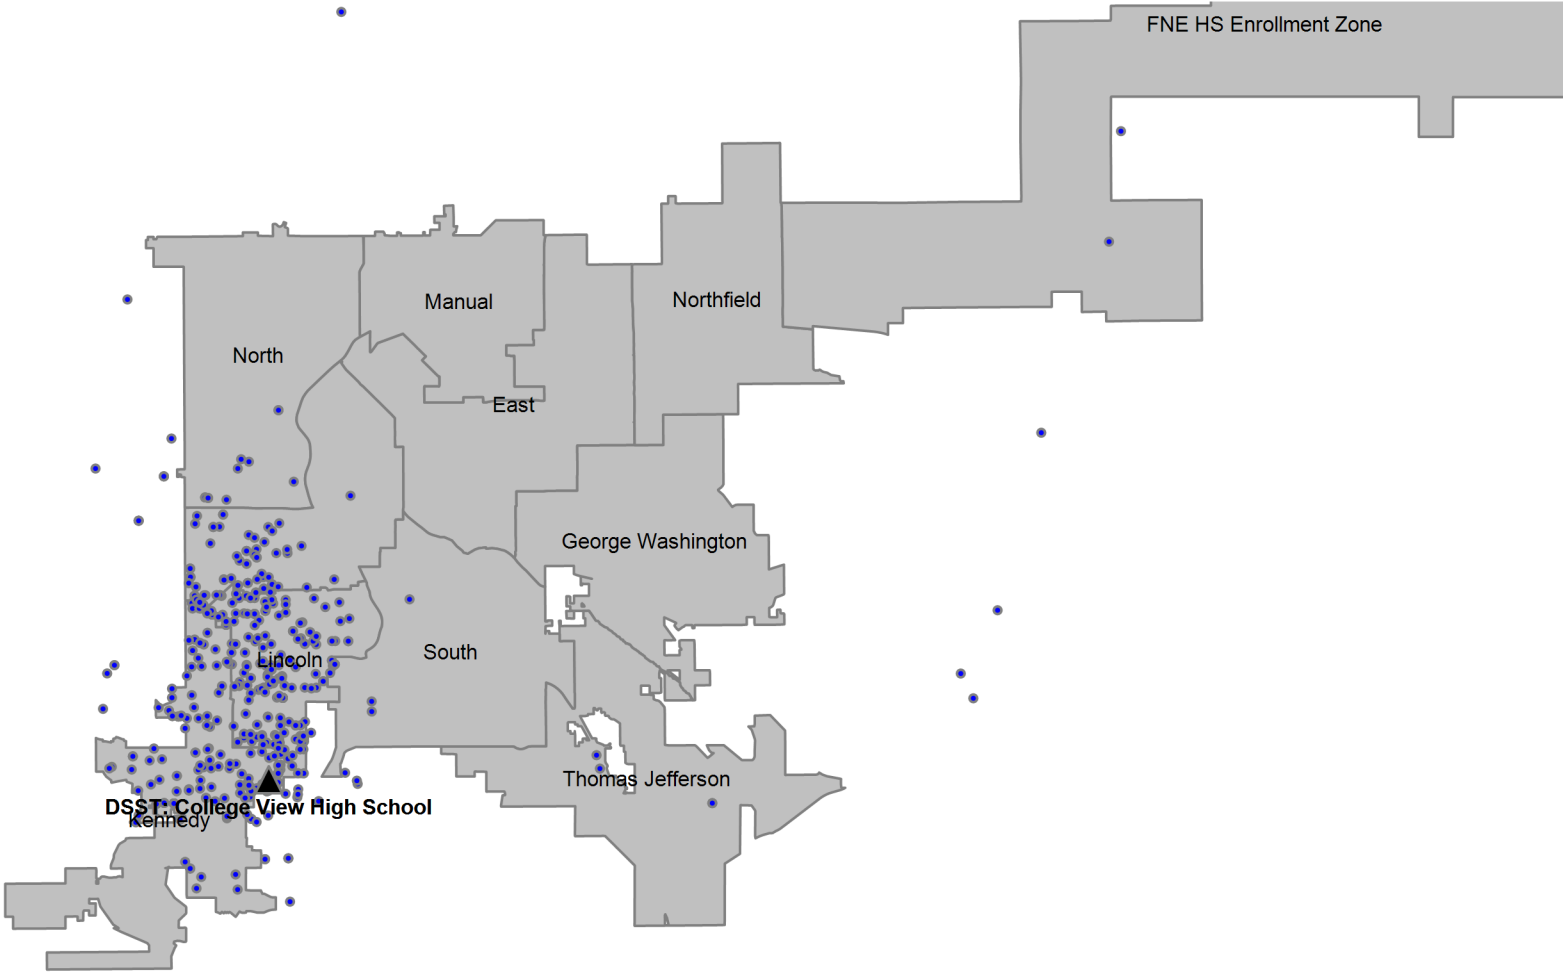 FNE HS Enrollment Zone
Manual
Northfield
North
East
George Washington
South
Lincoln
Thomas Jefferson
DSST: College View High School
Kennedy